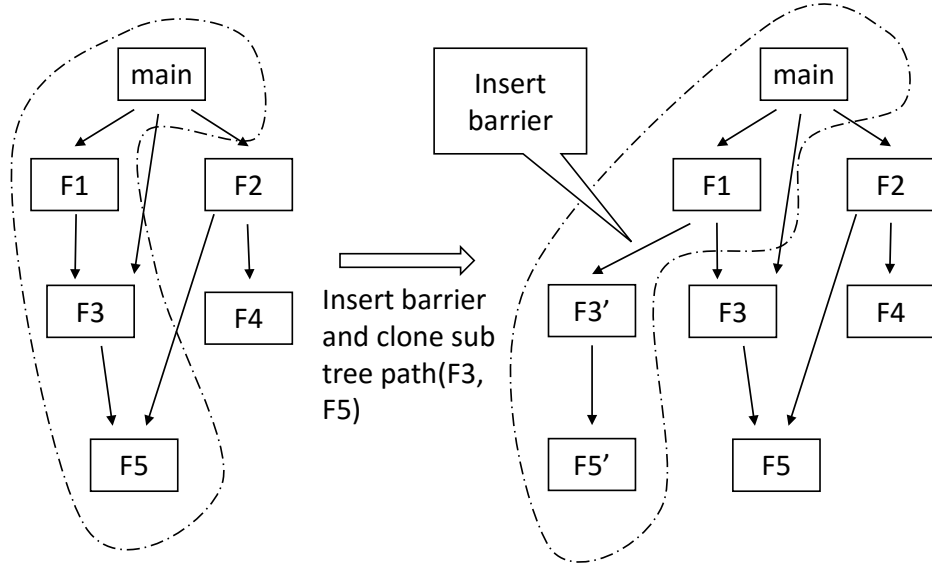 main
F1
F2
F3
F4
F5
Insert barrier
and clone sub
tree path(F3,
F5)
Insert
barrier
main
F1
F2
F3’
F3
F4
F5’
F5